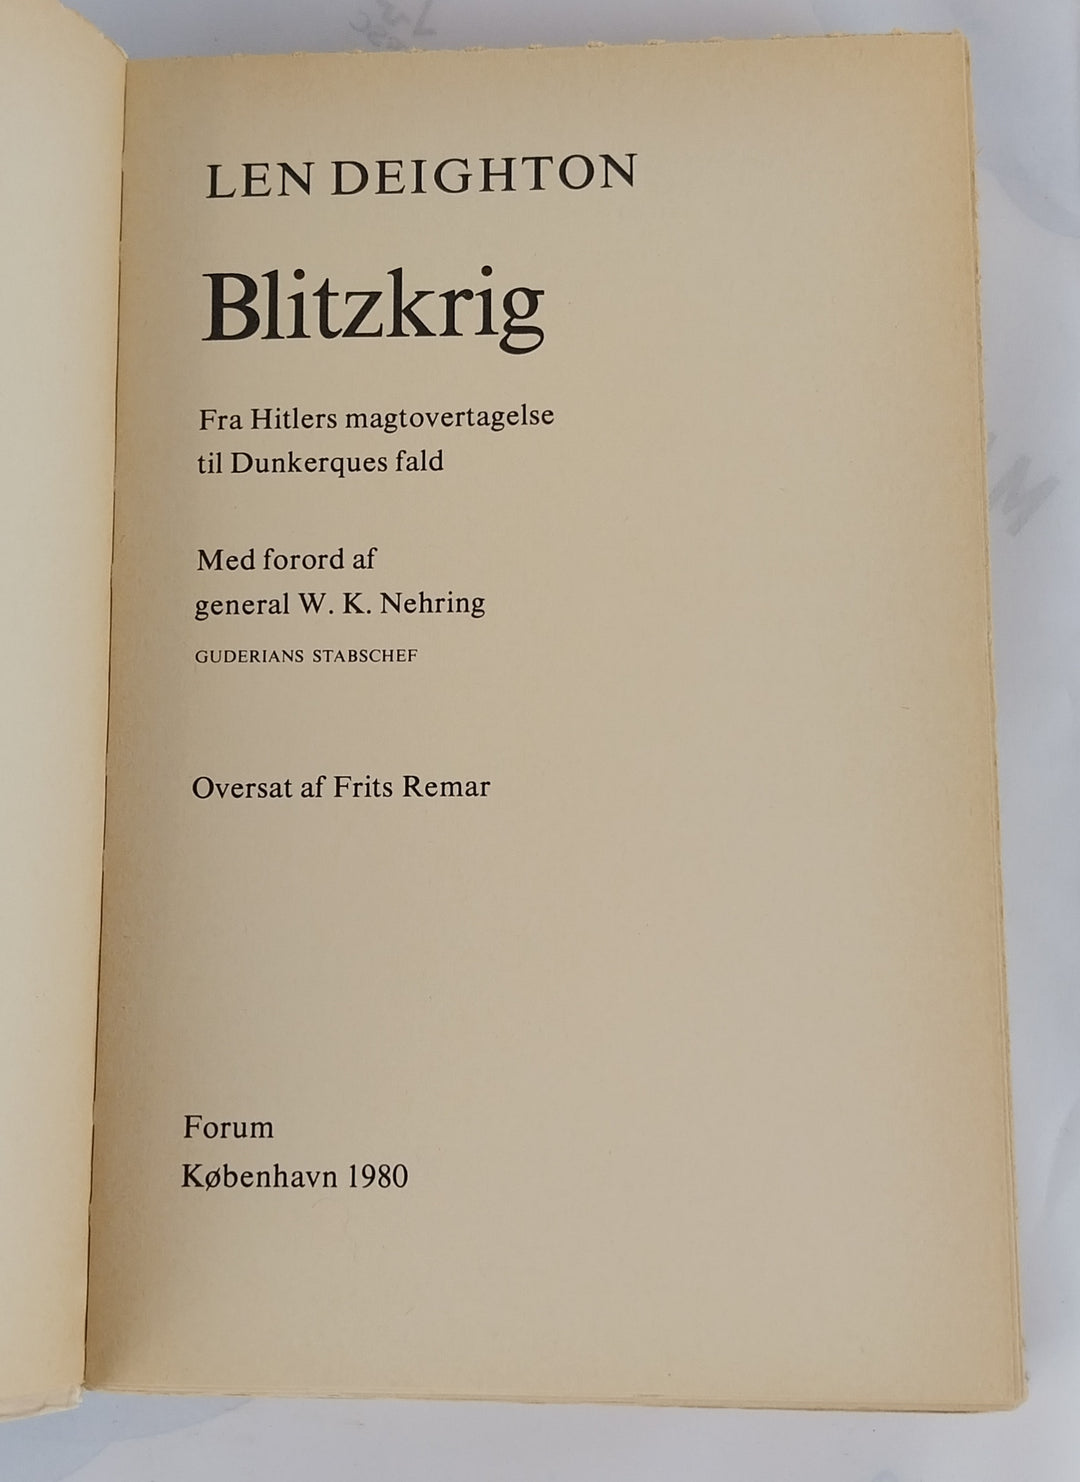 LEN DEIGHTON
Blitzkrig
Fra Hitlers magtovertagelse
til Dunkerques fald
Med forord af
general W. K. Nehring
GUDERIANS STABSCHEF
Oversat af Frits Remar
Forum
København 1980